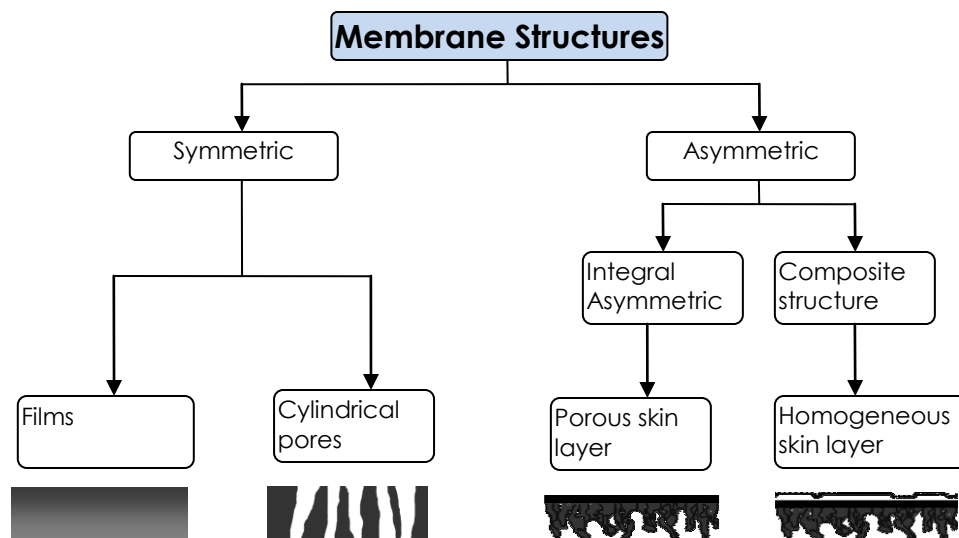 Membrane Structures
Symmetric
Asymmetric
Integral
Asymmetric
Composite
structure
Films
Cylindrical
pores
Porous skin
layer
Homogeneous
skin layer